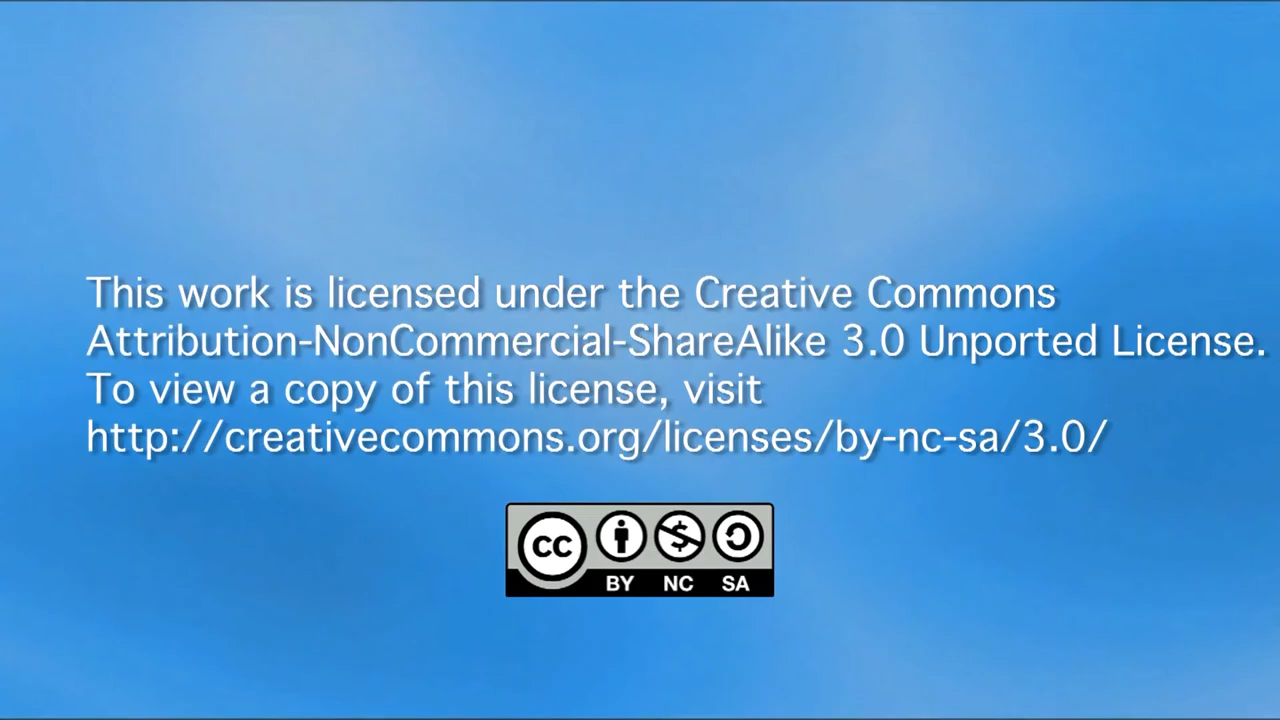 This work is licensed under the Creative Commons
Attribution-NonCommercial-ShareAlike 3.0 Unported License.
To view a copy of this license, visit
http://creativecommons.org/licenses/by-nc-sa/3.0/
cc
BY NC SA